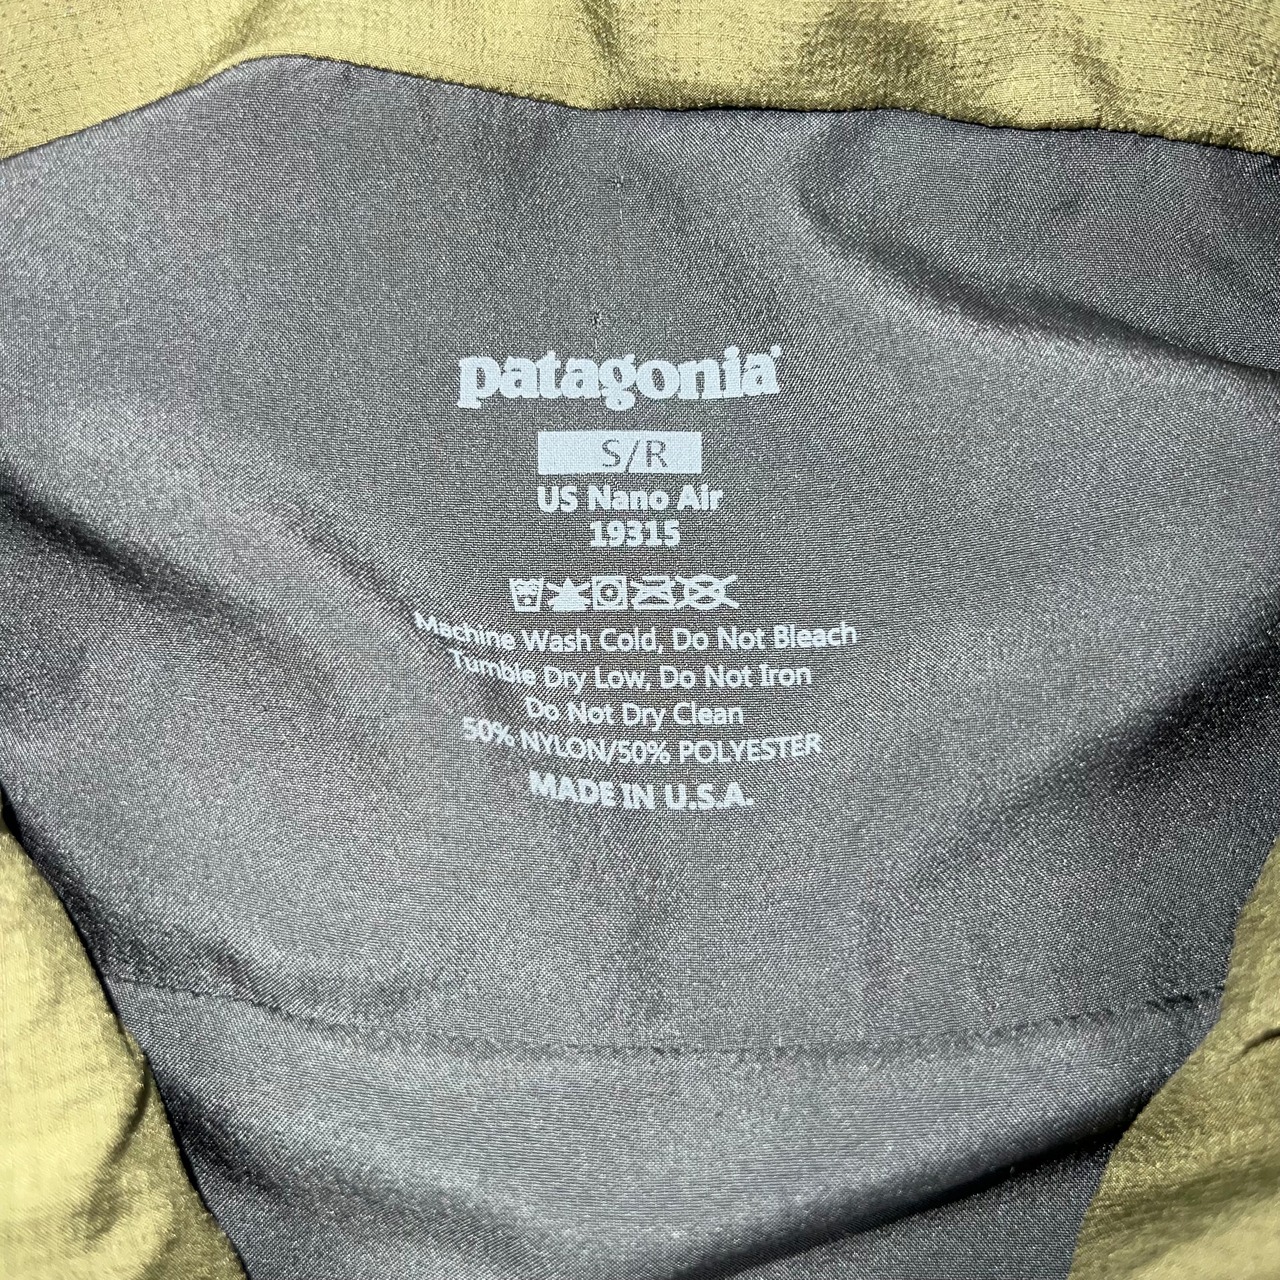 patagonia®
S/R
US Nano Air
19315
Machine Wash Cold, Do Not Bleach
Tumble Dry Low, Do Not Iron
Do Not Dry Clean
50% NYLON/50% POLYESTER
MADE IN U.S.A.